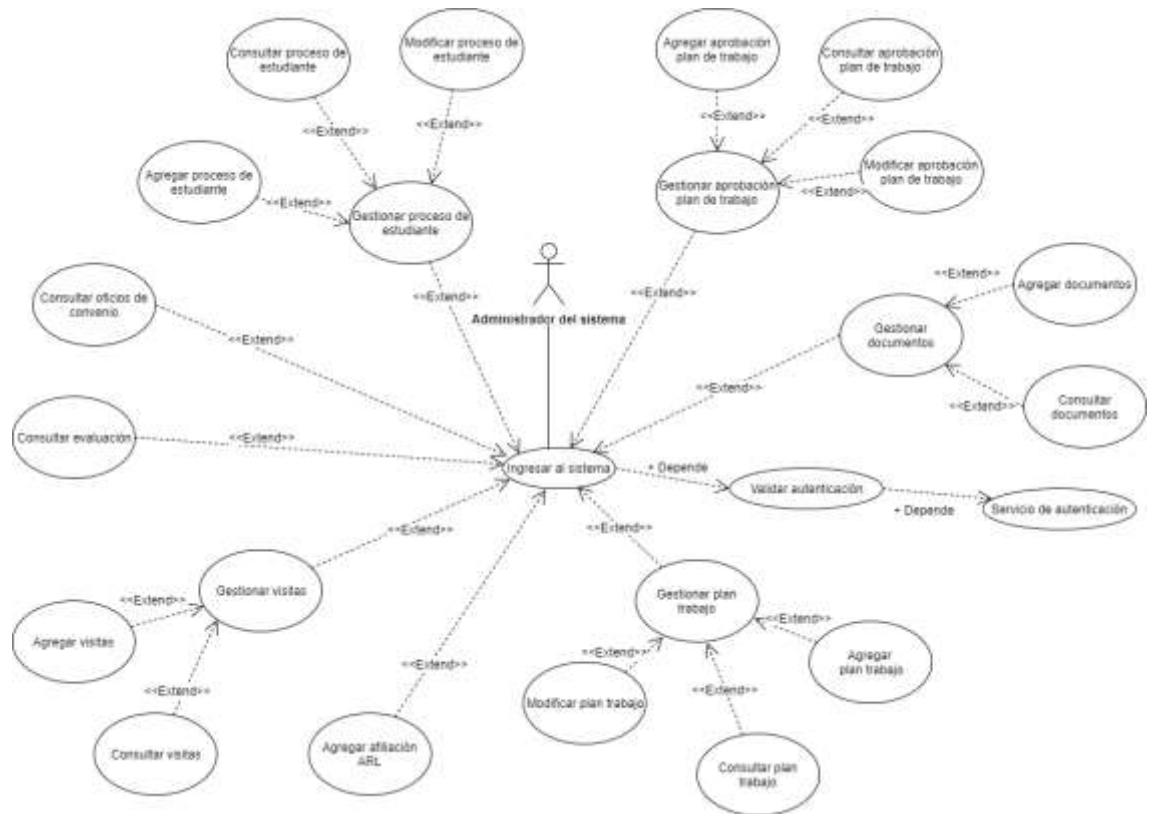 Consultar proceso de
estudiante
Modificar proceso de
estudiante
Agregar aprobación
plan de trabajo
Consultar aprobación
plan de trabajo
<<Extend>>
<<Extend>>
<<Extend>>
<<Extend>>
Agregar proceso de
estudiante
<<Extend>>
Gestionar proceso de
estudiante
Gestionar aprobación
plan de trabajo
Modificar aprobación
plan de trabajo
<<Extend>>
Consultar oficios de
convenio
<<Extend>>
<<Extend>>
<<Extend>>
Administrador del sistema
<<Extend>>
Agregar documentos
Gestionar
documentos
<<Extend>>
<<Extend>>
Consultar
documentos
Consultar evaluación
<<Extend>>
Ingresar al sistema
+ Depende
Validar autenticación
+ Depende
Servicio de autenticación
<<Extend>>
<<Extend>>
Gestionar visitas
Gestionar plan
trabajo
<<Extend>>
Agregar visitas
<<Extend>>
<<Extend>>
Agregar
plan trabajo
<<Extend>>
<<Extend>>
<<Extend>>
Modificar plan trabajo
Consultar visitas
Agregar afiliación
ARL
Consultar plan
trabajo